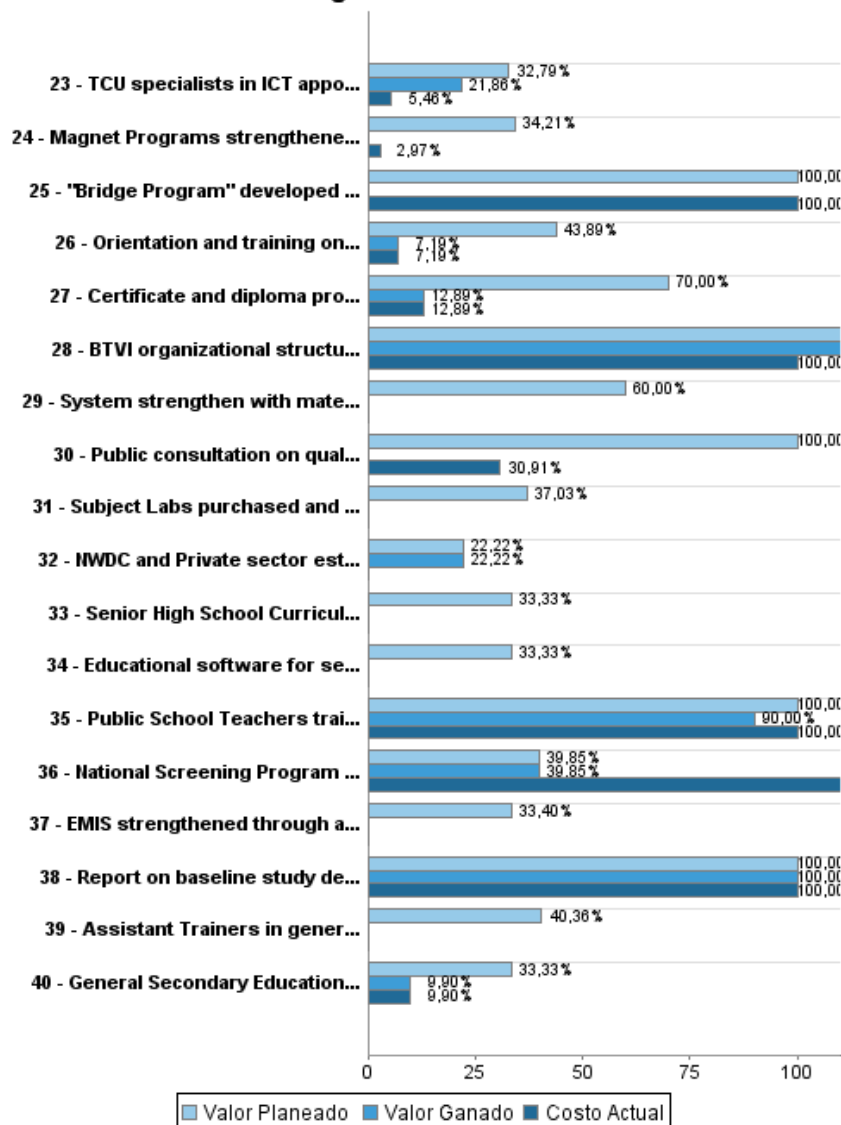 23 - TCU specialists in ICT appo...
32,79%
21,86%
5,46%
24 - Magnet Programs strengthene...
34,21%
2,97%
25 - "Bridge Program" developed ...
100,00
100,00
26 - Orientation and training on...
43,89%
7,19%
7,19%
27 - Certificate and diploma pro...
70,00%
12,89%
12,89%
28 - BTVI organizational structu...
100,00
29 - System strengthen with mate...
60,00%
30 - Public consultation on qual...
100,00
30,91%
31 - Subject Labs purchased and ...
37,03%
32 - NWDC and Private sector est...
22,22%
22,22%
33 - Senior High School Curricul...
33,33%
34 - Educational software for se...
33,33%
35 - Public School Teachers trai...
100,00
90,00%
100,00
36 - National Screening Program ...
39,85%
39,85%
37 - EMIS strengthened through a...
33,40%
38 - Report on baseline study de...
100,00
100,00
100,00
39 - Assistant Trainers in gener...
40,36%
40 - General Secondary Education...
33,33%
9,90%
9,90%
0 25 50 75 100
Valor Planeado Valor Ganado Costo Actual